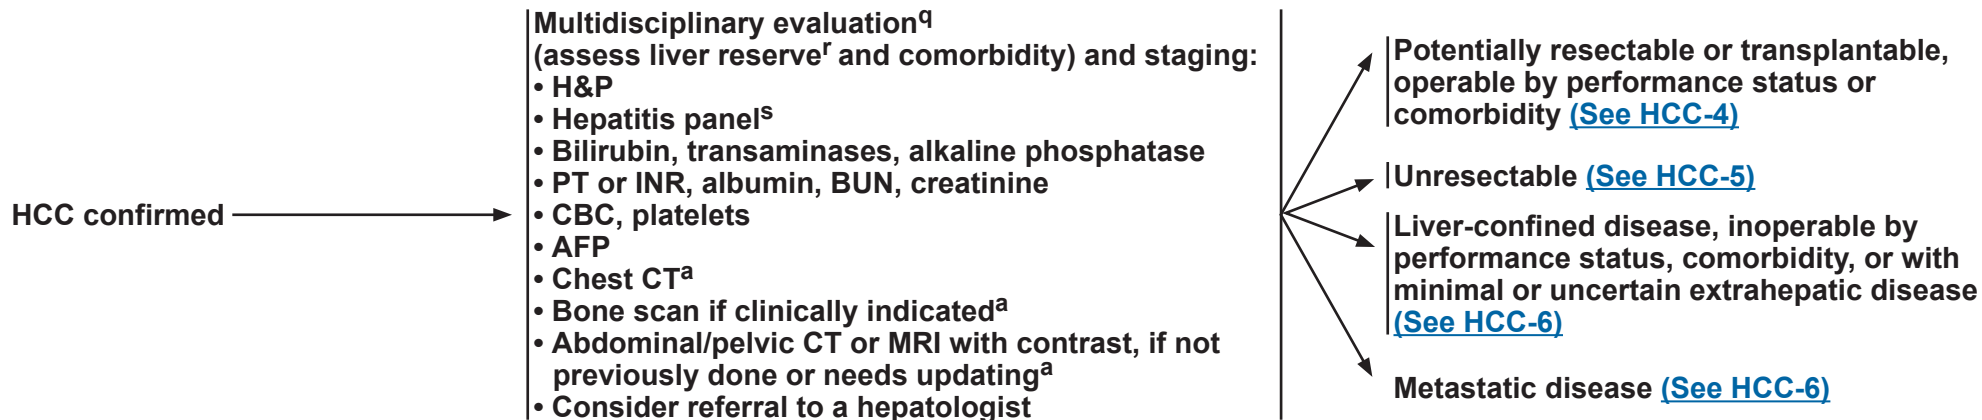 HCC confirmed
Multidisciplinary evaluationq
(assess liver reserver and comorbidity) and staging:
• H&P
• Hepatitis panels
• Bilirubin, transaminases, alkaline phosphatase
• PT or INR, albumin, BUN, creatinine
• CBC, platelets
• AFP
• Chest CTa
• Bone scan if clinically indicateda
• Abdominal/pelvic CT or MRI with contrast, if not
previously done or needs updatinga
• Consider referral to a hepatologist
Potentially resectable or transplantable,
operable by performance status or
comorbidity (See HCC-4)
Unresectable (See HCC-5)
Liver-confined disease, inoperable by
performance status, comorbidity, or with
minimal or uncertain extrahepatic disease
(See HCC-6)
Metastatic disease (See HCC-6)